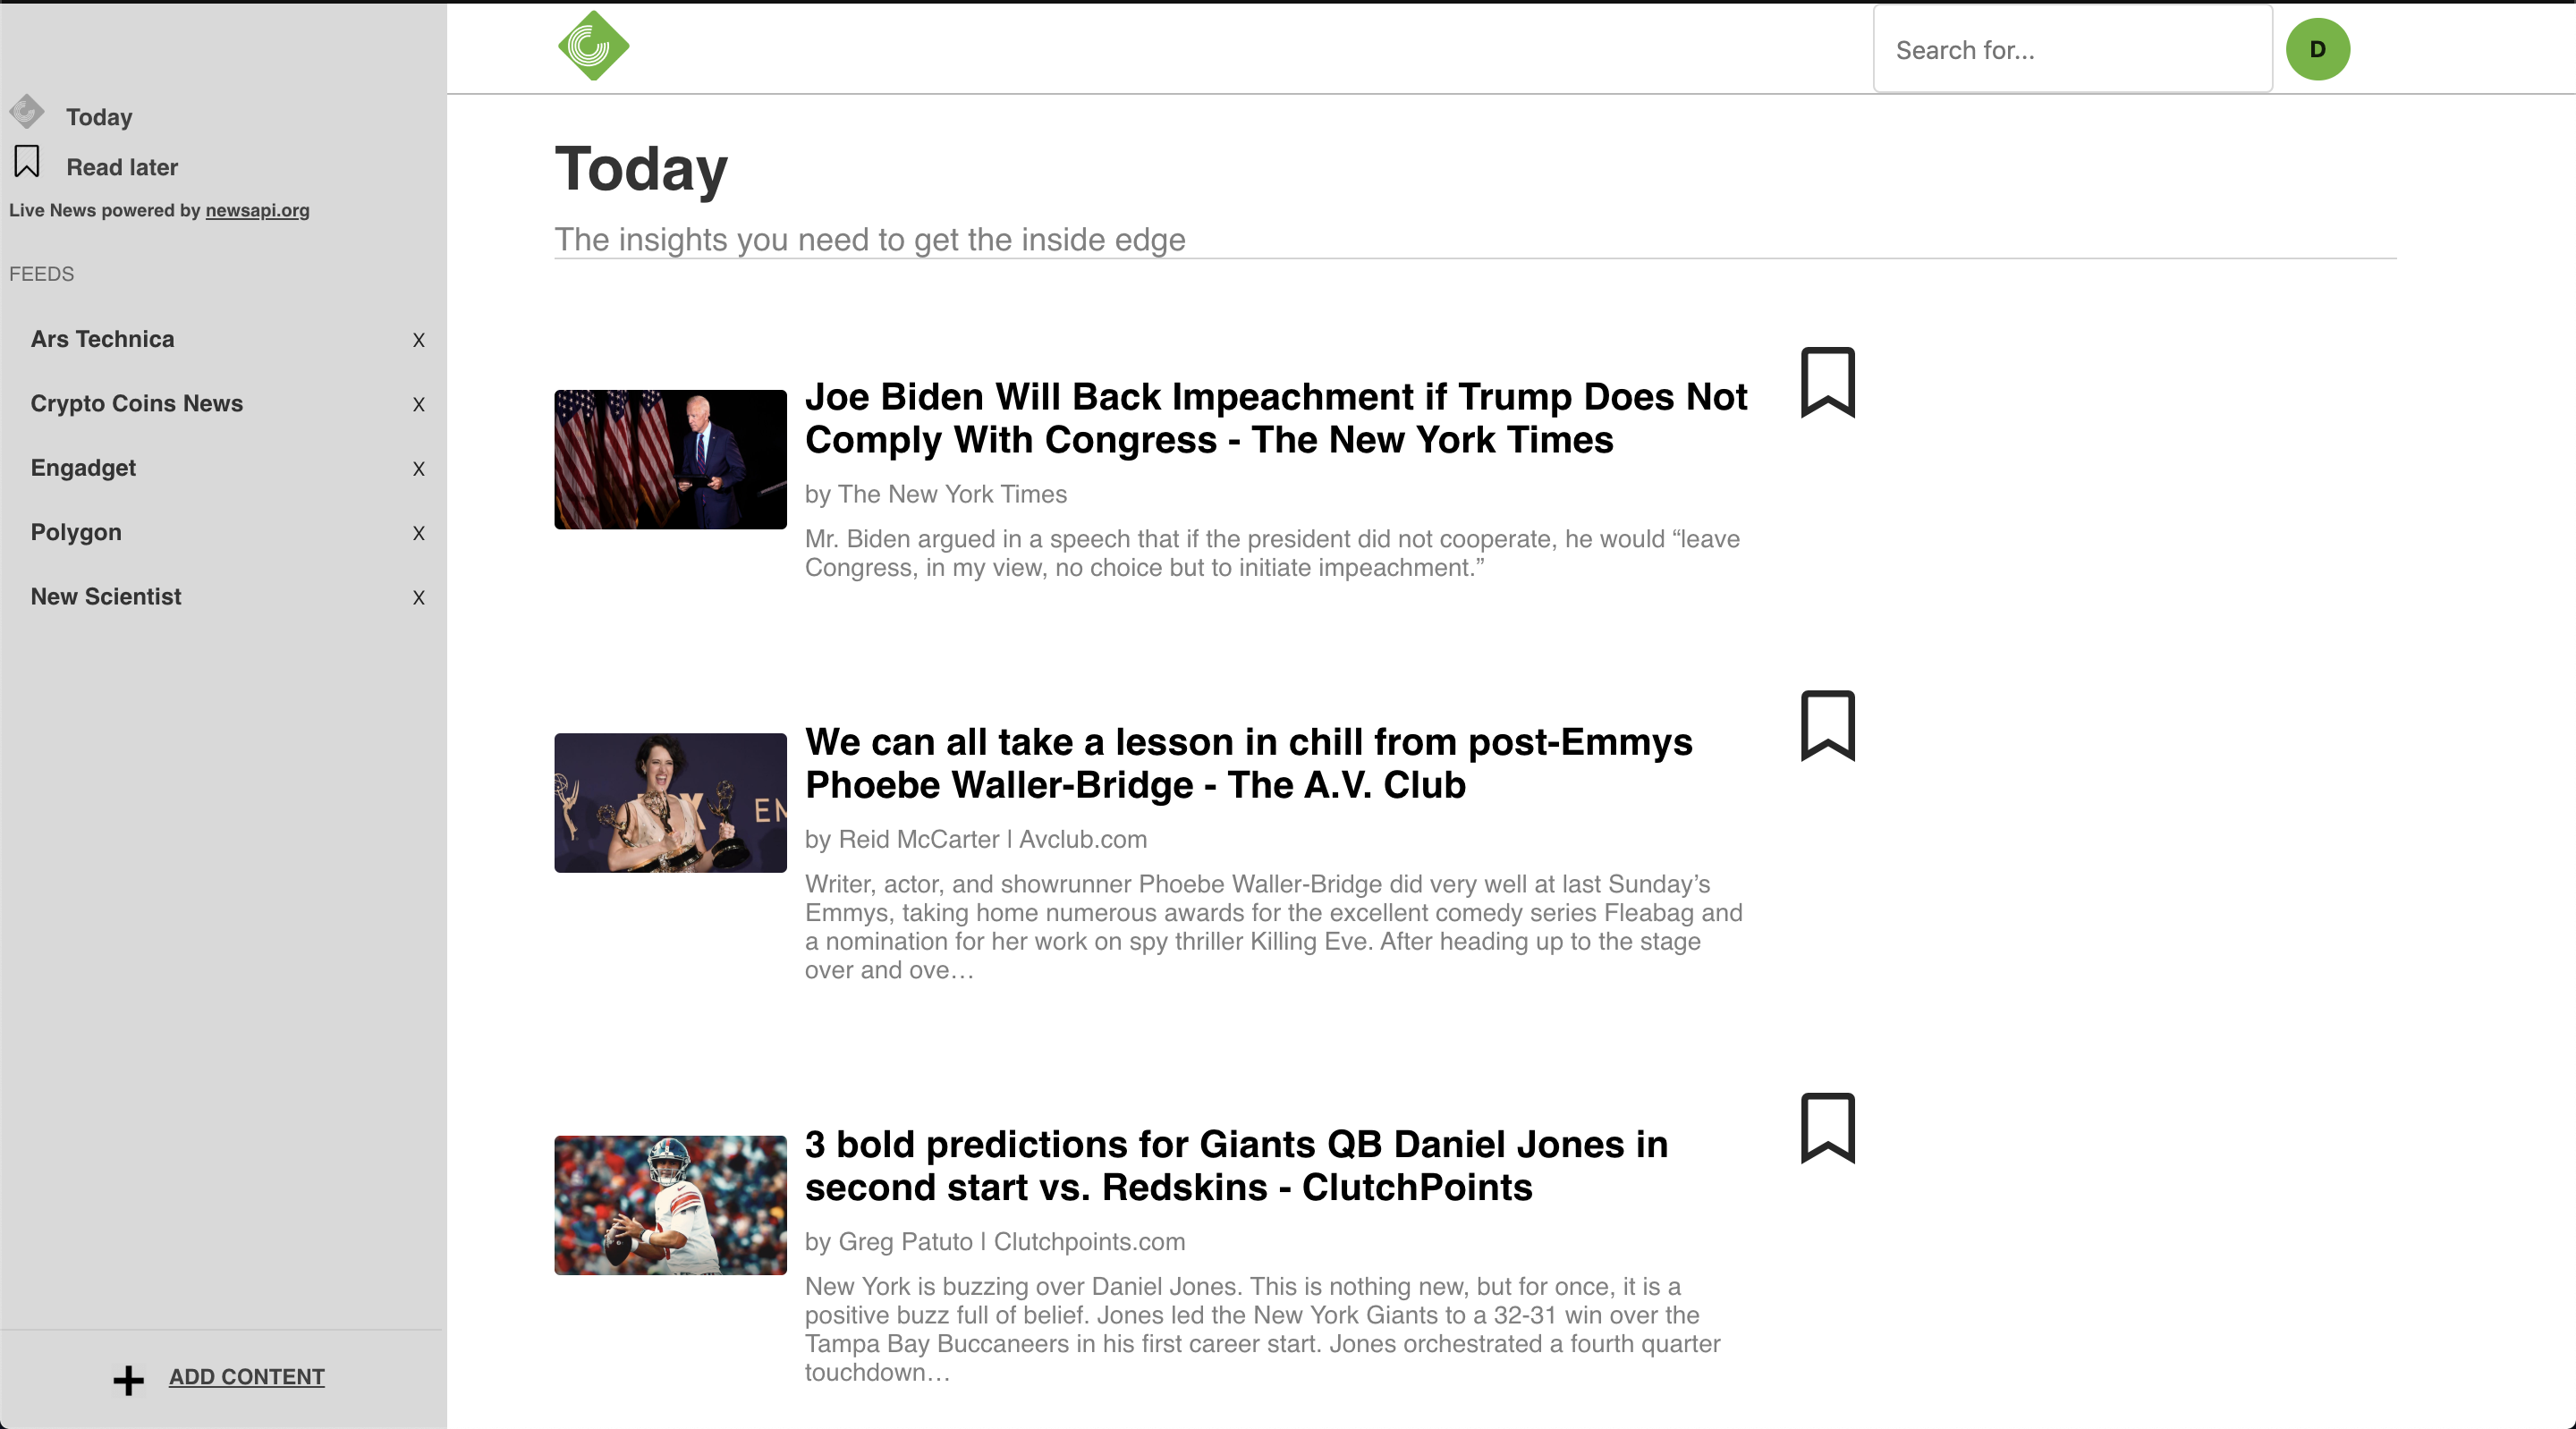 Today
Read later
Live News powered by newsapi.org
FEEDS
Ars Technica X
Crypto Coins News X
Engadget X
Polygon X
New Scientist X
ADD CONTENT
Search for...
D
Today
The insights you need to get the inside edge
Joe Biden Will Back Impeachment if Trump Does Not
Comply With Congress - The New York Times
by The New York Times
Mr. Biden argued in a speech that if the president did not cooperate, he would “leave
Congress, in my view, no choice but to initiate impeachment.”
EM
We can all take a lesson in chill from post-Emmys
Phoebe Waller-Bridge - The A.V. Club
by Reid McCarter | Avclub.com
Writer, actor, and showrunner Phoebe Waller-Bridge did very well at last Sunday’s
Emmys, taking home numerous awards for the excellent comedy series Fleabag and
a nomination for her work on spy thriller Killing Eve. After heading up to the stage
over and ove…
3 bold predictions for Giants QB Daniel Jones in
second start vs. Redskins - ClutchPoints
by Greg Patuto | Clutchpoints.com
New York is buzzing over Daniel Jones. This is nothing new, but for once, it is a
positive buzz full of belief. Jones led the New York Giants to a 32-31 win over the
Tampa Bay Buccaneers in his first career start. Jones orchestrated a fourth quarter
touchdown…